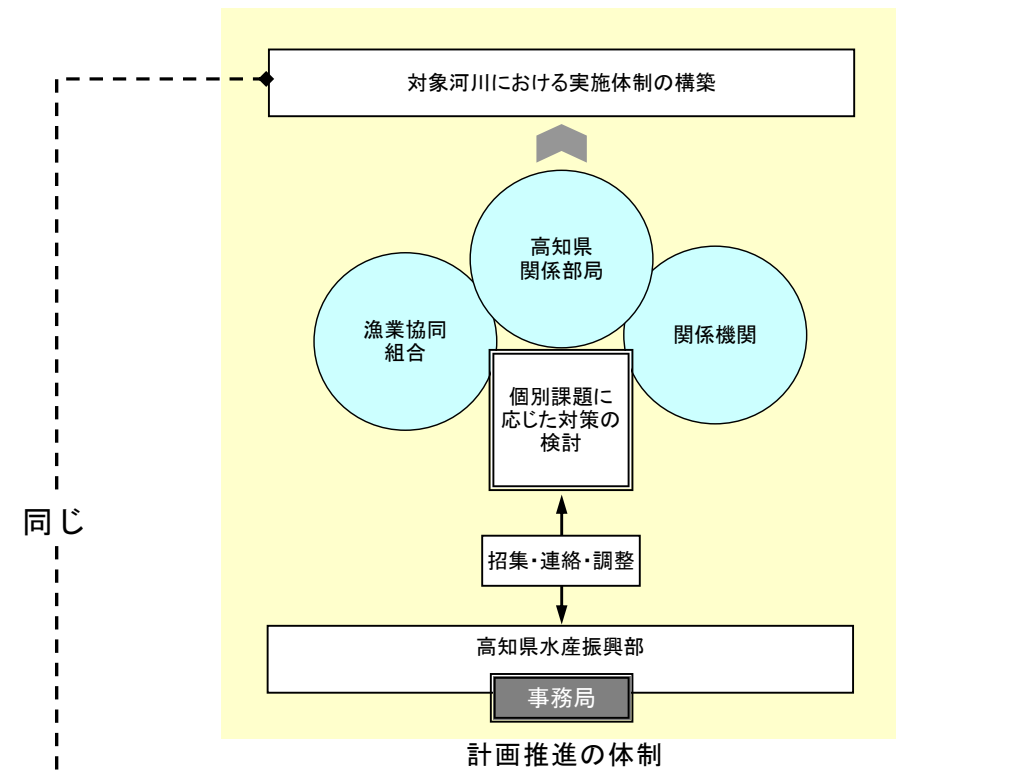 対象河川における実施体制の構築
高知県
関係部局
漁業協同
組合
関係機関
個別課題に
応じた対策の
検討
同じ
招集・連絡・調整
高知県水産振興部
事務局
計画推進の体制